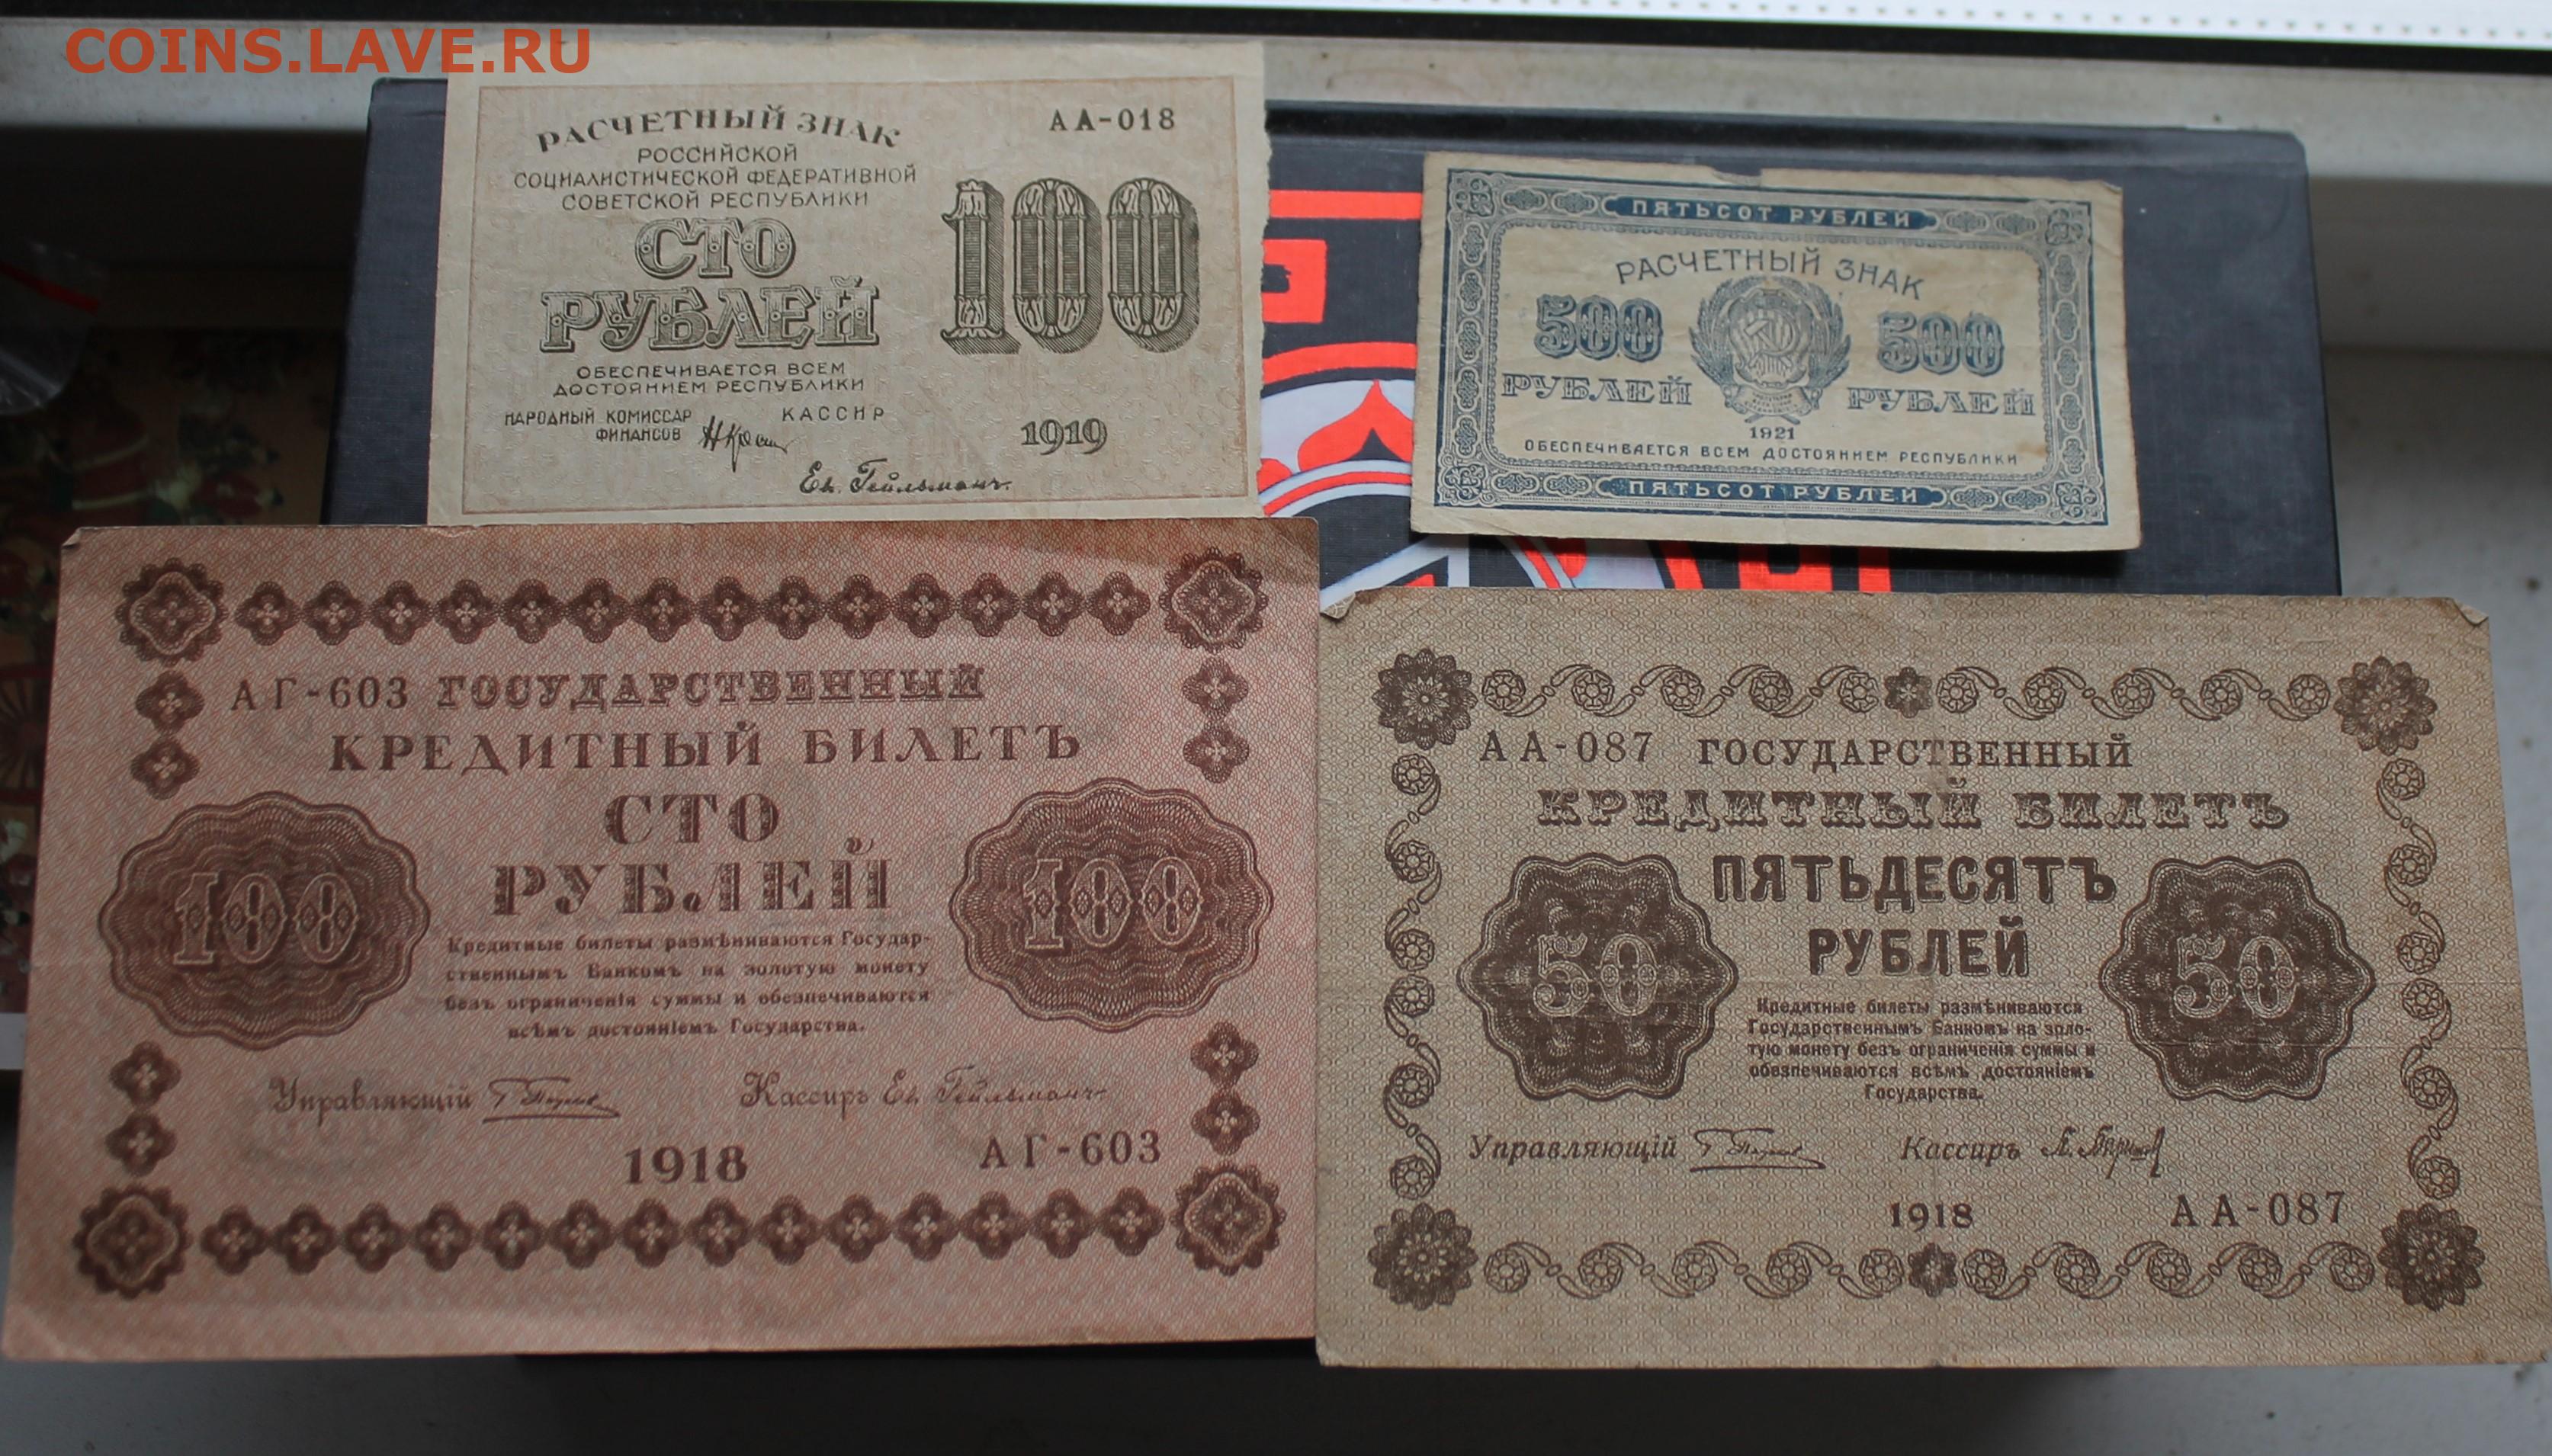 COINS.LAVE.RU
РАСЧЕТНЫЙ ЗНАК
АА-018
РОССИЙСКОЙ
СОЦИАЛИСТИЧЕСКОЙ ФЕДЕРАТИВНОЙ
СОВЕТСКОЙ РЕСПУБЛИКИ
СТО
РУБЛЕЙ
100
ОБЕСПЕЧИВАЕТСЯ ВСЕМ
ДОСТОЯНИЕМ РЕСПУБЛИКИ
НАРОДНЫЙ КОМИССАР
ФИНАНСОВ
КАССИР
1919
Ев. Гейльманъ
ПЯТЬСОТ РУБЛЕЙ
РАСЧЕТНЫЙ ЗНАК
500 500
РУБЛЕЙ РУБЛЕЙ
1921
ОБЕСПЕЧИВАЕТСЯ ВСЕМ ДОСТОЯНИЕМ РЕСПУБЛИКИ
ПЯТЬСОТ РУБЛЕЙ
АГ-603 ГОСУДАРСТВЕННЫЙ
КРЕДИТНЫЙ БИЛЕТЪ
СТО
РУБЛЕЙ
100 100
Кредитные билеты размѣниваются Государ-
ственнымъ Банкомъ на золотую монету
безъ ограниченія суммы и обезпечиваются
всѣмъ достояніемъ Государства.
Управляющій Кассиръ Ев. Гейльманъ
1918
АГ-603
АА-087 ГОСУДАРСТВЕННЫЙ
КРЕДИТНЫЙ БИЛЕТЪ
ПЯТЬДЕСЯТЪ
РУБЛЕЙ
50 50
Кредитные билеты размѣниваются
Государственнымъ Банкомъ на золо-
тую монету безъ ограниченія суммы и
обезпечиваются всѣмъ достояніемъ
Государства.
Управляющій Кассиръ
1918
АА-087